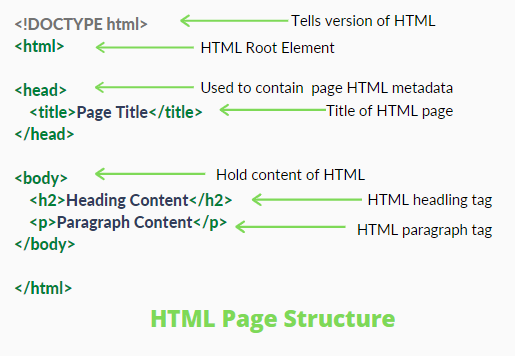 <!DOCTYPE html> Tells version of HTML
<html> HTML Root Element
<head> Used to contain page HTML metadata
<title>Page Title</title> Title of HTML page
</head>
<body> Hold content of HTML
<h2>Heading Content</h2> HTML headling tag
<p>Paragraph Content</p> HTML paragraph tag
</body>
</html>
HTML Page Structure